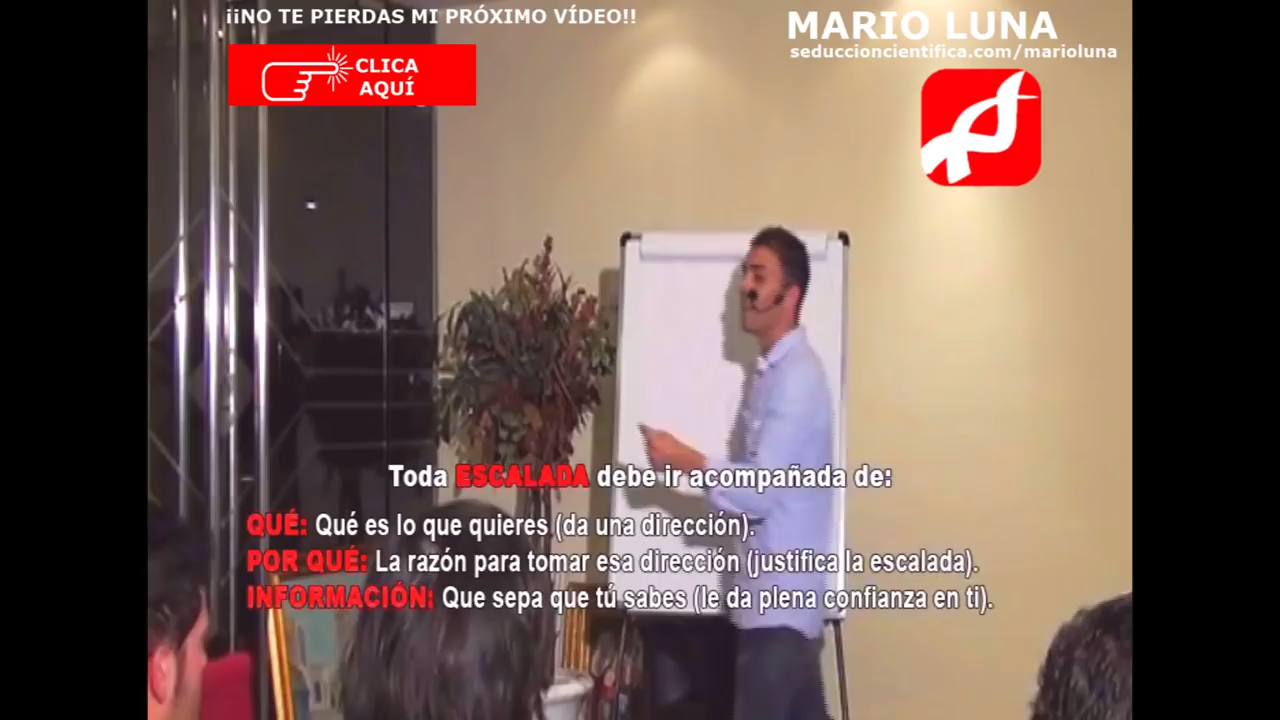 ¡¡NO TE PIERDAS MI PRÓXIMO VÍDEO!!
CLICA
AQUÍ
MARIO LUNA
seduccioncientifica.com/marioluna
Toda ESCALADA debe ir acompañada de:
QUÉ: Qué es lo que quieres (da una dirección).
POR QUÉ: La razón para tomar esa dirección (justifica la escalada).
INFORMACIÓN: Que sepa que tú sabes (le da plena confianza en ti).